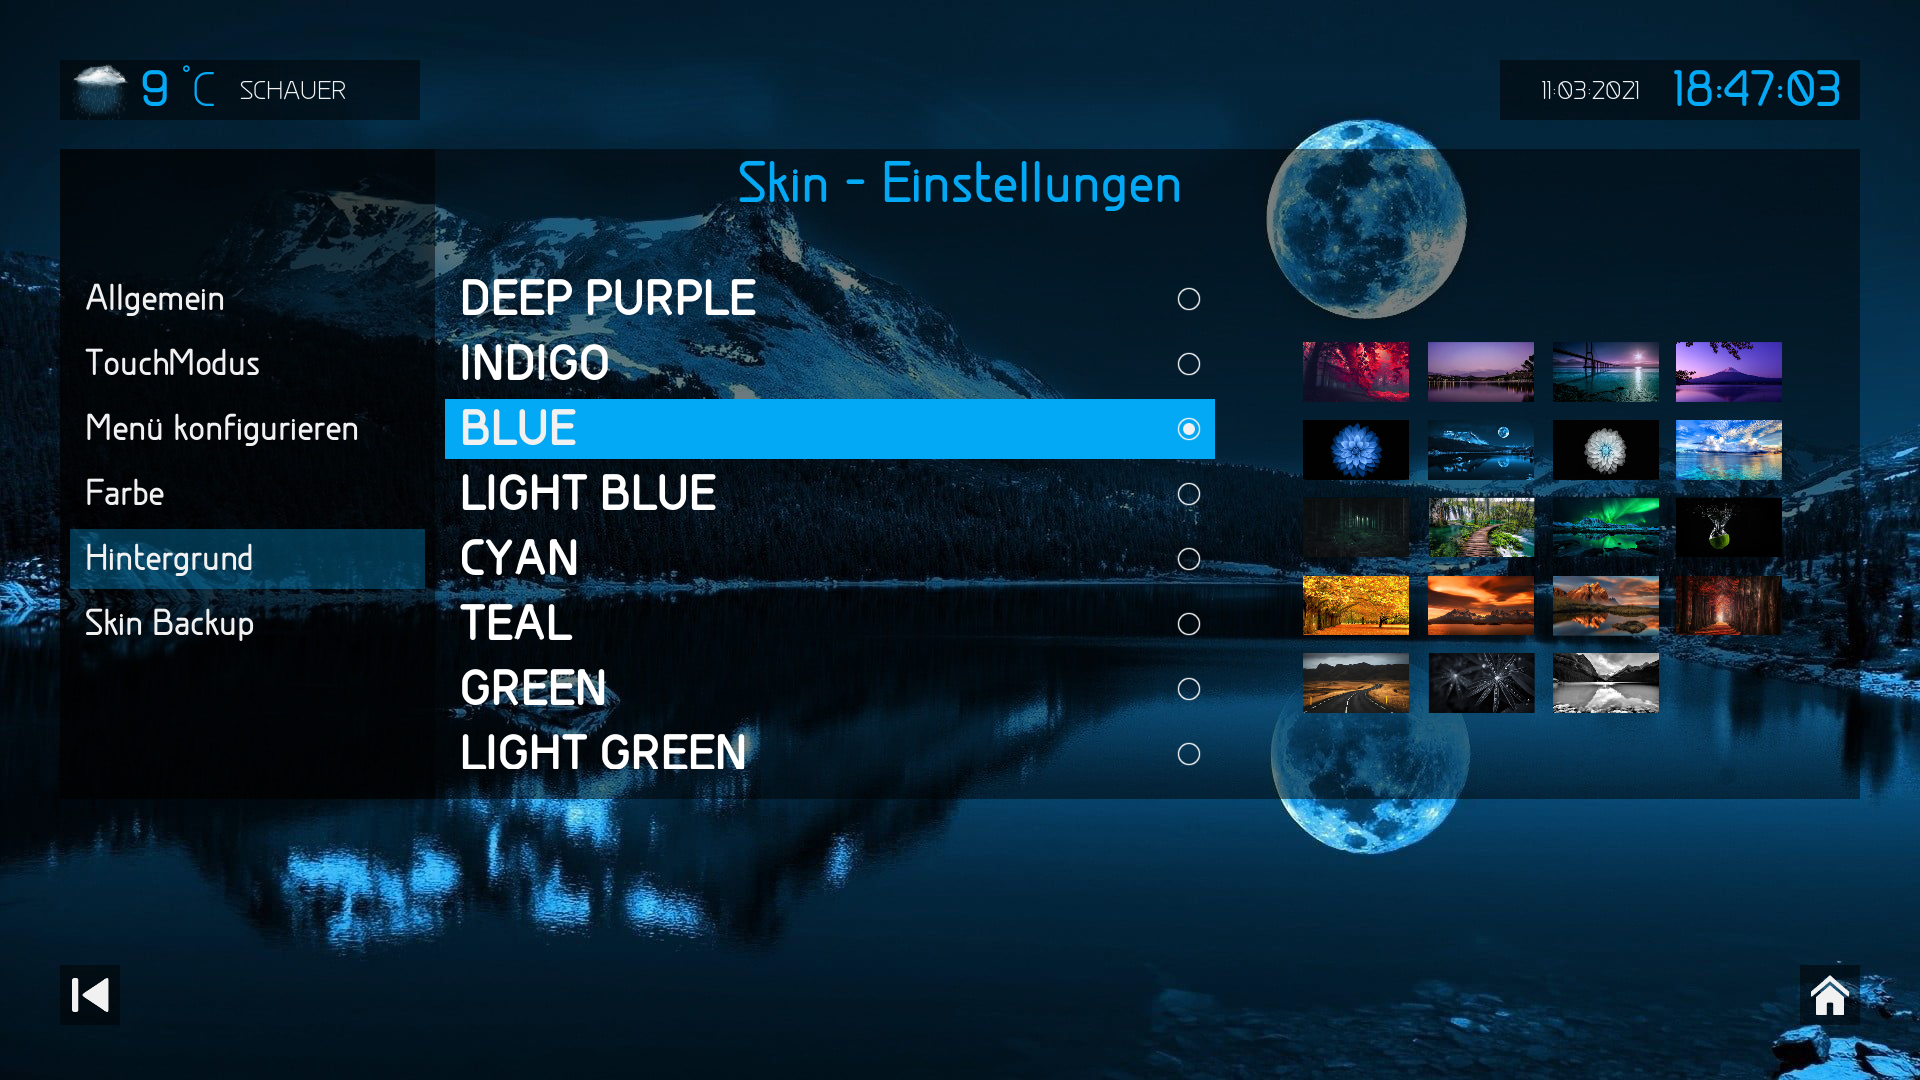 9 °C SCHAUER
11:03:2021 18:47:03
Skin - Einstellungen
Allgemein
TouchModus
Menü konfigurieren
Farbe
Hintergrund
Skin Backup
DEEP PURPLE
INDIGO
BLUE
LIGHT BLUE
CYAN
TEAL
GREEN
LIGHT GREEN